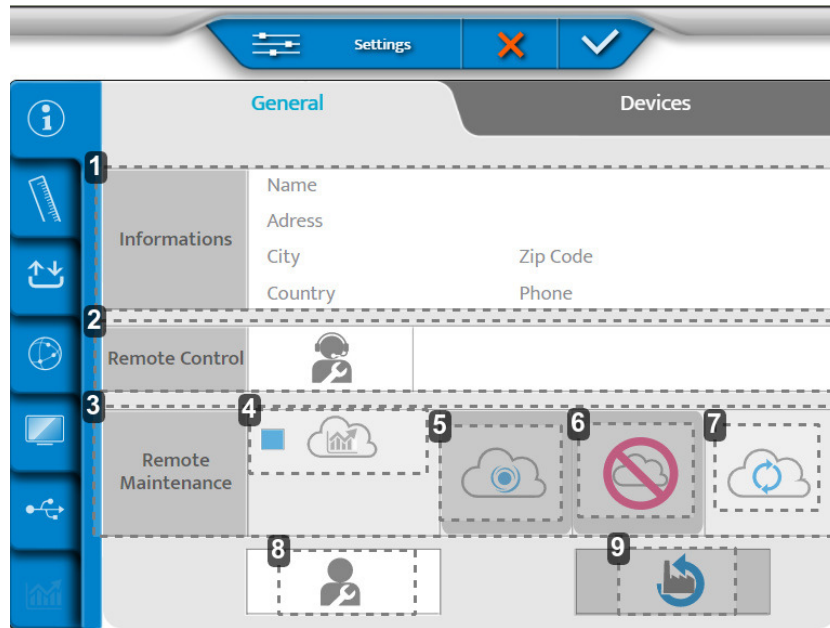 Settings
General
Devices
1
Informations
Name
Adress
City
Zip Code
Country
Phone
2
Remote Control
3
Remote
Maintenance
4
5
6
7
8
9